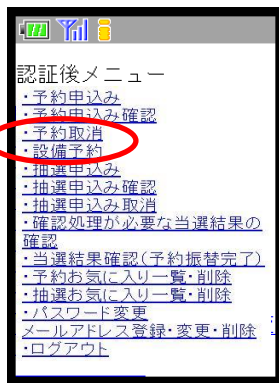 認証後メニュー
・予約申込み
・予約申込み確認
・予約取消
・設備予約
・抽選申込み
・抽選申込み確認
・抽選申込み取消
・確認処理が必要な当選結果の
確認
・当選結果確認(予約振替完了)
・予約お気に入り一覧・削除
・抽選お気に入り一覧・削除
・パスワード変更
メールアドレス登録・変更・削除
・ログアウト